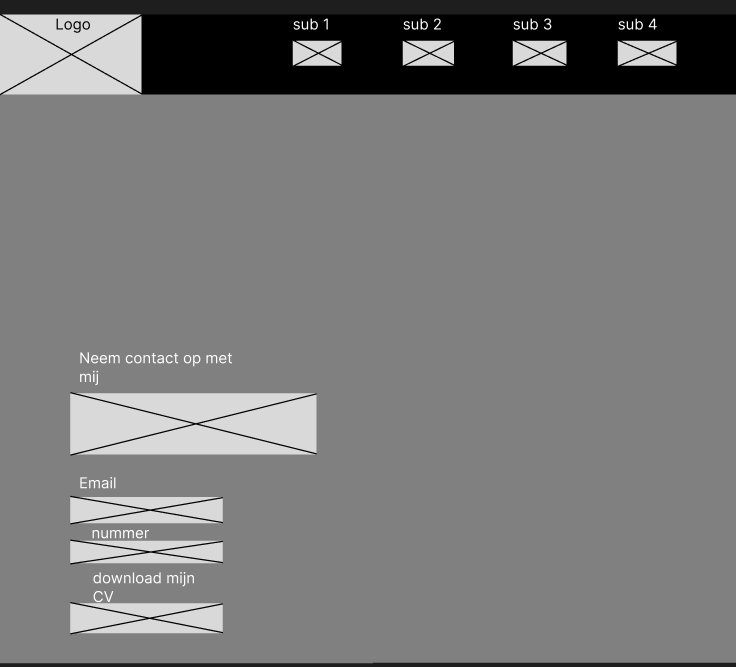 Logo
sub 1
sub 2
sub 3
sub 4
Neem contact op met
mij
Email
nummer
download mijn
CV